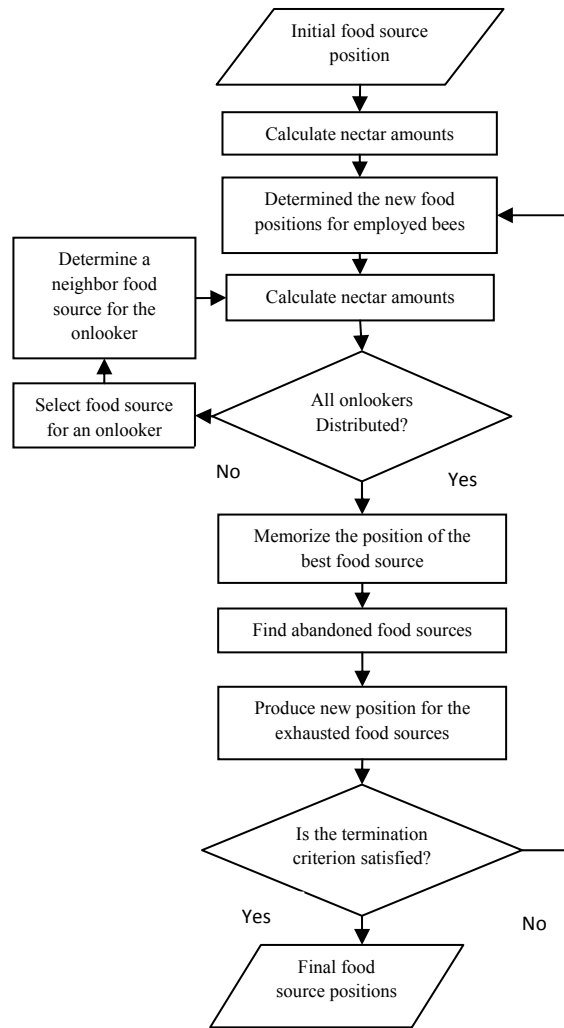 Initial food source
position
Calculate nectar amounts
Determined the new food
positions for employed bees
Determine a
neighbor food
source for the
onlooker
Calculate nectar amounts
All onlookers
Distributed?
Select food source
for an onlooker
No
Yes
Memorize the position of the
best food source
Find abandoned food sources
Produce new position for the
exhausted food sources
Is the termination
criterion satisfied?
Yes
No
Final food
source positions